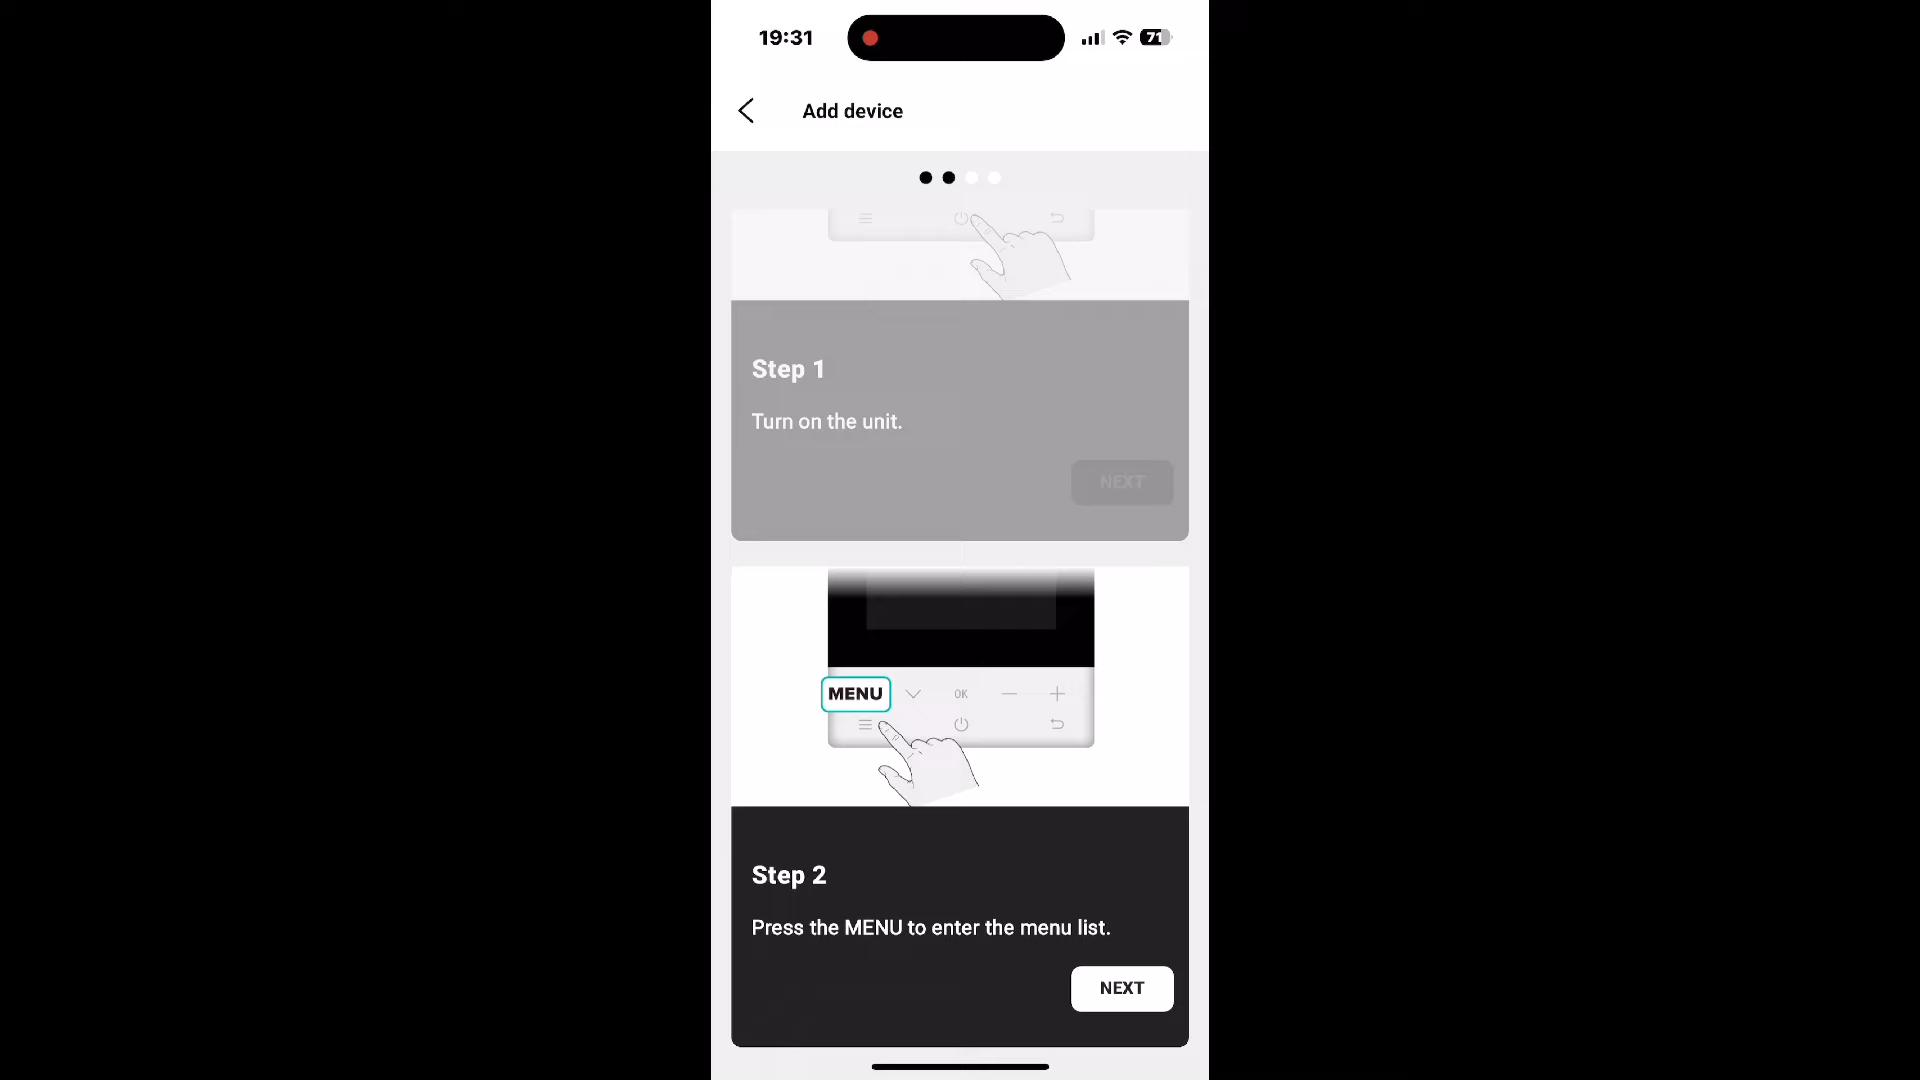 19:31
71
Add device
Step 1
Turn on the unit.
NEXT
MENU
OK
Step 2
Press the MENU to enter the menu list.
NEXT